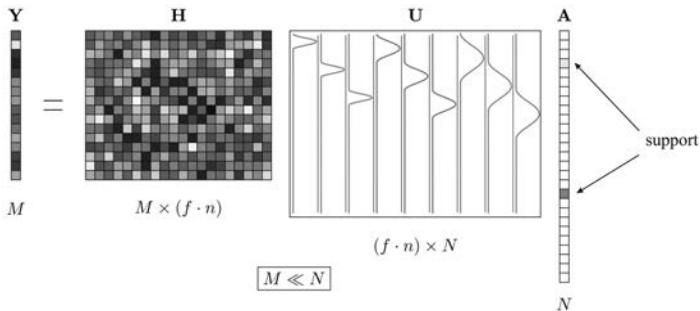 Y H U A
=
support
M
M × (f · n)
(f · n) × N
M ≪ N
N